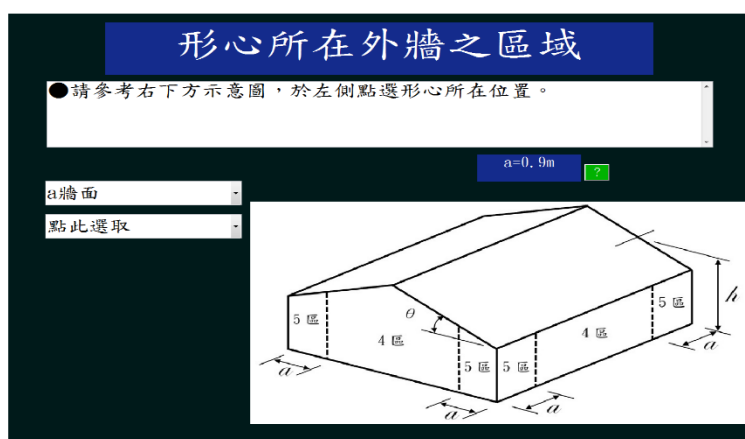 形心所在外牆之區域
●請參考右下方示意圖，於左側點選形心所在位置。
a=0.9m
?
a牆面
點此選取
5 區
4 區
θ
5 區
5 區
4 區
5 區
h
a
a
a
a